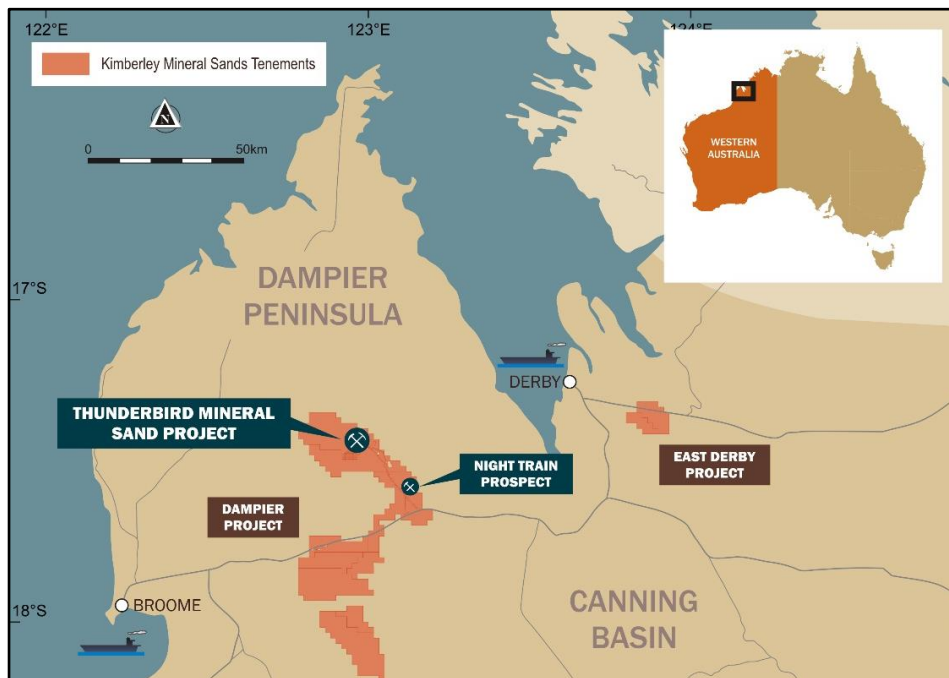 122°E
123°E
124°E
Kimberley Mineral Sands Tenements
N
0
50km
WESTERN
AUSTRALIA
DAMPIER
PENINSULA
17°S
DERBY
THUNDERBIRD MINERAL
SAND PROJECT
NIGHT TRAIN
PROSPECT
EAST DERBY
PROJECT
DAMPIER
PROJECT
CANNING
BASIN
18°S
BROOME